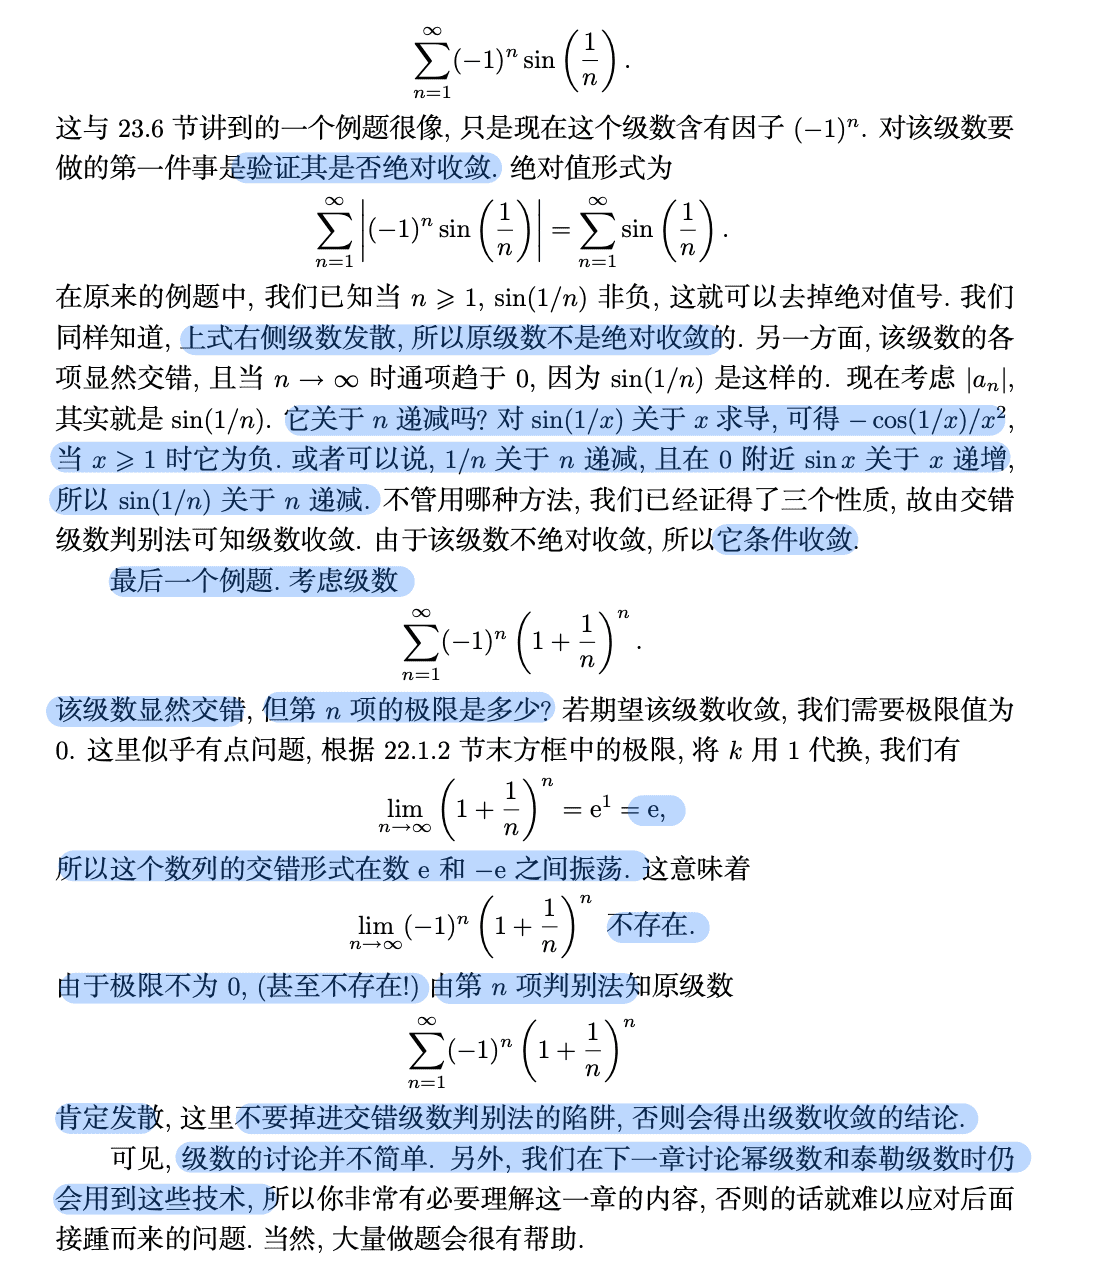 $$\sum_{n=1}^{\infty}(-1)^n \sin\left(\frac{1}{n}\right).$$
这与 23.6 节讲到的一个例题很像, 只是现在这个级数含有因子 $(-1)^n$. 对该级数要
做的第一件事是验证其是否绝对收敛. 绝对值形式为
$$\sum_{n=1}^{\infty}\left|(-1)^n \sin\left(\frac{1}{n}\right)\right| = \sum_{n=1}^{\infty}\sin\left(\frac{1}{n}\right).$$
在原来的例题中, 我们已知当 $n \geqslant 1$, $\sin(1/n)$ 非负, 这就可以去掉绝对值号. 我们
同样知道, 上式右侧级数发散, 所以原级数不是绝对收敛的. 另一方面, 该级数的各
项显然交错, 且当 $n \to \infty$ 时通项趋于 0, 因为 $\sin(1/n)$ 是这样的. 现在考虑 $|a_n|$,
其实就是 $\sin(1/n)$. 它关于 $n$ 递减吗? 对 $\sin(1/x)$ 关于 $x$ 求导, 可得 $-\cos(1/x)/x^2$,
当 $x \geqslant 1$ 时它为负. 或者可以说, $1/n$ 关于 $n$ 递减, 且在 0 附近 $\sin x$ 关于 $x$ 递增,
所以 $\sin(1/n)$ 关于 $n$ 递减. 不管用哪种方法, 我们已经证得了三个性质, 故由交错
级数判别法可知级数收敛. 由于该级数不绝对收敛, 所以它条件收敛.
最后一个例题. 考虑级数
$$\sum_{n=1}^{\infty}(-1)^n\left(1+\frac{1}{n}\right)^n.$$
该级数显然交错, 但第 $n$ 项的极限是多少? 若期望该级数收敛, 我们需要极限值为
0. 这里似乎有点问题, 根据 22.1.2 节末方框中的极限, 将 $k$ 用 1 代换, 我们有
$$\lim_{n\to\infty}\left(1+\frac{1}{n}\right)^n = \mathrm{e}^1 = \mathrm{e},$$
所以这个数列的交错形式在数 e 和 −e 之间振荡. 这意味着
$$\lim_{n\to\infty}(-1)^n\left(1+\frac{1}{n}\right)^n \text{ 不存在.}$$
由于极限不为 0, (甚至不存在!) 由第 $n$ 项判别法知原级数
$$\sum_{n=1}^{\infty}(-1)^n\left(1+\frac{1}{n}\right)^n$$
肯定发散, 这里不要掉进交错级数判别法的陷阱, 否则会得出级数收敛的结论.
可见, 级数的讨论并不简单. 另外, 我们在下一章讨论幂级数和泰勒级数时仍
会用到这些技术, 所以你非常有必要理解这一章的内容, 否则的话就难以应对后面
接踵而来的问题. 当然, 大量做题会很有帮助.